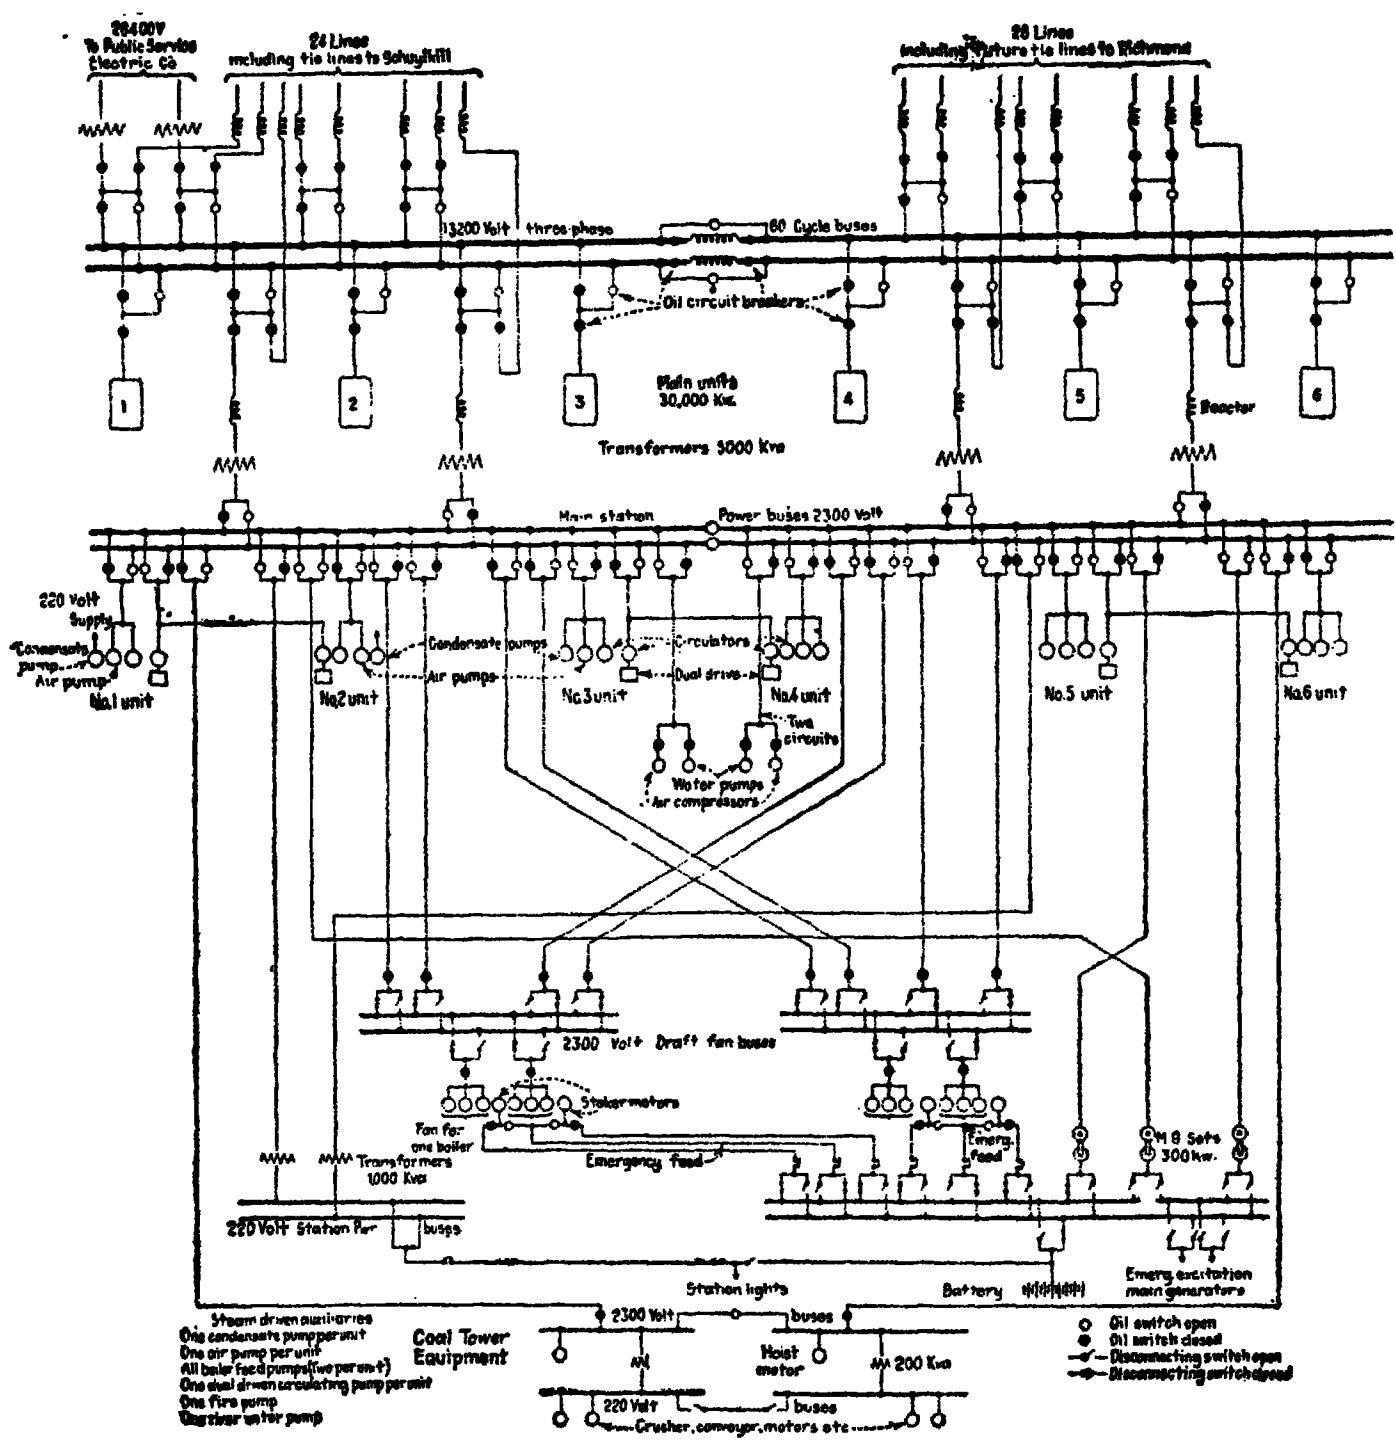 26400V
To Public Service
Electric Co
26 Lines
including tie lines to Schuylkill
28 Lines
including future tie lines to Richmond
13200 Volt three-phase
60 Cycle buses
Oil circuit breakers
1
2
3
Main units
30,000 Kw.
4
5
6
Reactor
Transformers 3000 Kva
Main station
Power buses 2300 Volt
220 Volt
Supply
Condensate
pump
Air pump
No.1 unit
No.2 unit
Condensate pumps
Air pumps
No.3 unit
Circulators
Dual drive
No.4 unit
Two
circuits
No.5 unit
No.6 unit
Water pumps
Air compressors
2300 Volt Draft fan buses
Stoker motors
Fan for
one boiler
Emergency feed
Emerg.
feed
M G Sets
300 kw.
Transformers
1,000 Kva
220 Volt Station Pwr
buses
Station lights
Battery
Emerg. excitation
main generators
Steam driven auxiliaries
One condensate pump per unit
One air pump per unit
All boiler feed pumps (Two per unit)
One dual driven circulating pump per unit
One fire pump
One river water pump
Coal Tower
Equipment
2300 Volt
buses
Hoist
motor
200 Kva
220 Volt
buses
Crusher, conveyor, motors etc
Oil switch open
Oil switch closed
Disconnecting switch open
Disconnecting switch closed